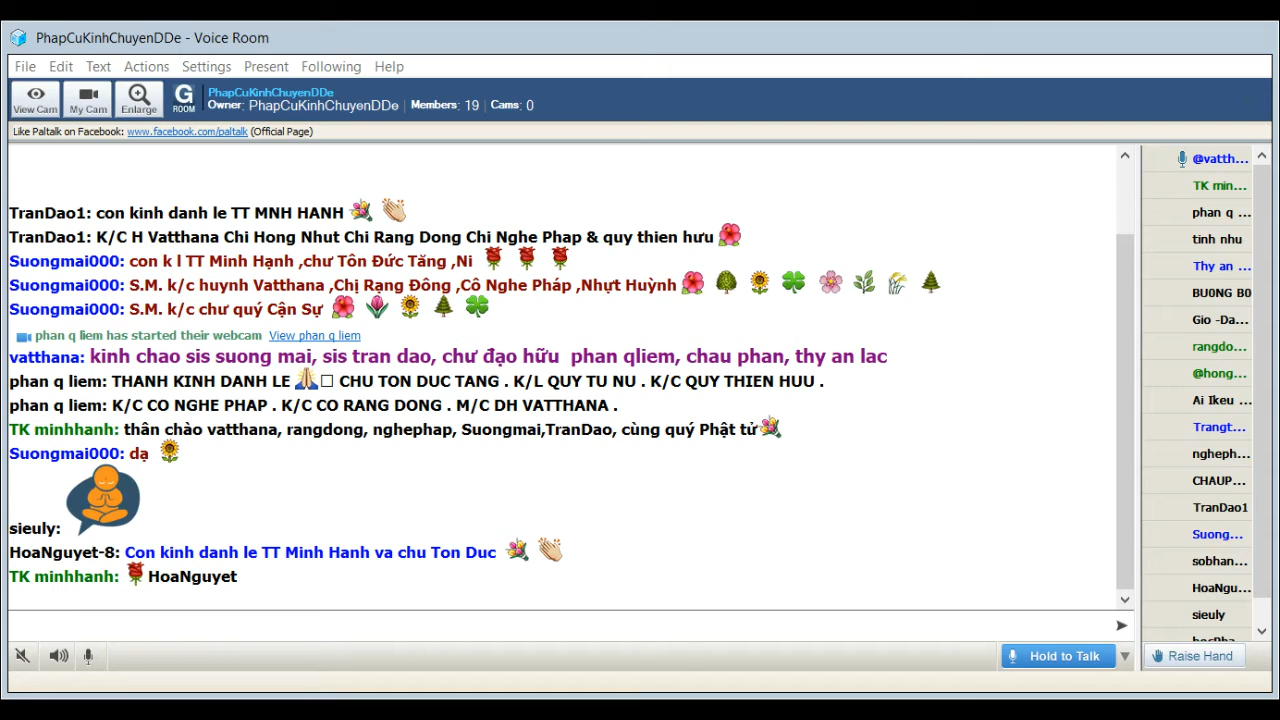 PhapCuKinhChuyenDDe - Voice Room
File Edit Text Actions Settings Present Following Help
View Cam My Cam Enlarge G ROOM
PhapCuKinhChuyenDDe
Owner: PhapCuKinhChuyenDDe Members: 19 Cams: 0
Like Paltalk on Facebook: www.facebook.com/paltalk (Official Page)
TranDao1: con kinh danh le TT MNH HANH
TranDao1: K/C H Vatthana Chi Hong Nhut Chi Rang Dong Chi Nghe Phap & quy thien hưu
Suongmai000: con k l TT Minh Hạnh ,chư Tôn Đức Tăng ,Ni
Suongmai000: S.M. k/c huynh Vatthana ,Chị Rạng Đông ,Cô Nghe Pháp ,Nhựt Huỳnh
Suongmai000: S.M. k/c chư quý Cận Sự
phan q liem has started their webcam View phan q liem
vatthana: kinh chao sis suong mai, sis tran dao, chư đạo hữu phan qliem, chau phan, thy an lac
phan q liem: THANH KINH DANH LE CHU TON DUC TANG . K/L QUY TU NU . K/C QUY THIEN HUU .
phan q liem: K/C CO NGHE PHAP . K/C CO RANG DONG . M/C DH VATTHANA .
TK minhhanh: thân chào vatthana, rangdong, nghephap, Suongmai,TranDao, cùng quý Phật tử
Suongmai000: dạ
sieuly:
HoaNguyet-8: Con kinh danh le TT Minh Hanh va chu Ton Duc
TK minhhanh: HoaNguyet
@vatth...
TK min...
phan q ...
tinh nhu
Thy an ...
BU0NG B0
Gio -Da...
rangdo...
@hong...
Ai Ikeu ...
Trangt...
negheph...
CHAUP...
TranDao1
Suong...
sobhan...
HoaNgu...
sieuly
Hold to Talk
Raise Hand